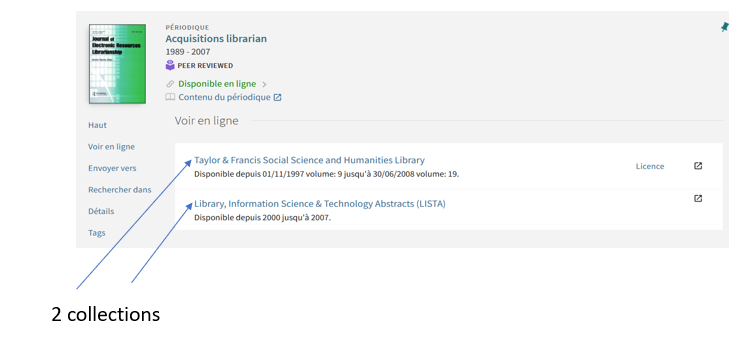 Journal of
Electronic Resources
Librarianship
PÉRIODIQUE
Acquisitions librarian
1989 - 2007
PEER REVIEWED
Disponible en ligne
Contenu du périodique
Haut
Voir en ligne
Envoyer vers
Rechercher dans
Détails
Tags
Voir en ligne
Taylor & Francis Social Science and Humanities Library
Licence
Disponible depuis 01/11/1997 volume: 9 jusqu'à 30/06/2008 volume: 19.
Library, Information Science & Technology Abstracts (LISTA)
Disponible depuis 2000 jusqu'à 2007.
2 collections